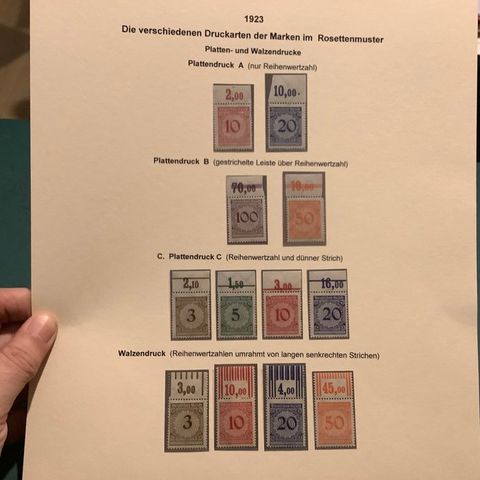 1923
Die verschiedenen Druckarten der Marken im Rosettenmuster
Platten- und Walzendrucke
Plattendruck A (nur Reihenwertzahl)
2,00 10,00
10 20
Plattendruck B (gestrichelte Leiste über Reihenwertzahl)
70,00 10,00
100 50
C. Plattendruck C (Reihenwertzahl und dünner Strich)
2,10 1,50 3,00 16,00
3 5 10 20
Walzendruck (Reihenwertzahlen umrahmt von langen senkrechten Strichen)
3,00 10,00 4,00 45,00
3 10 20 50